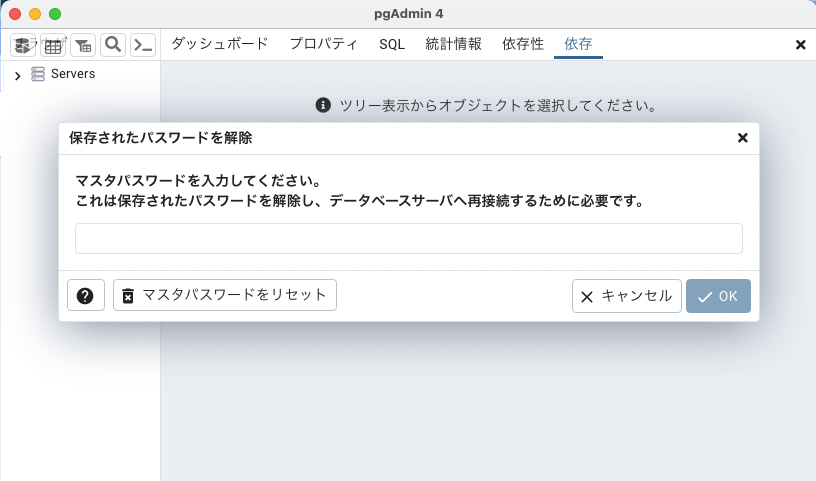 pgAdmin 4
ダッシュボード プロパティ SQL 統計情報 依存性 依存
Servers
ツリー表示からオブジェクトを選択してください。
保存されたパスワードを解除
マスタパスワードを入力してください。
これは保存されたパスワードを解除し、データベースサーバへ再接続するために必要です。
マスタパスワードをリセット キャンセル OK